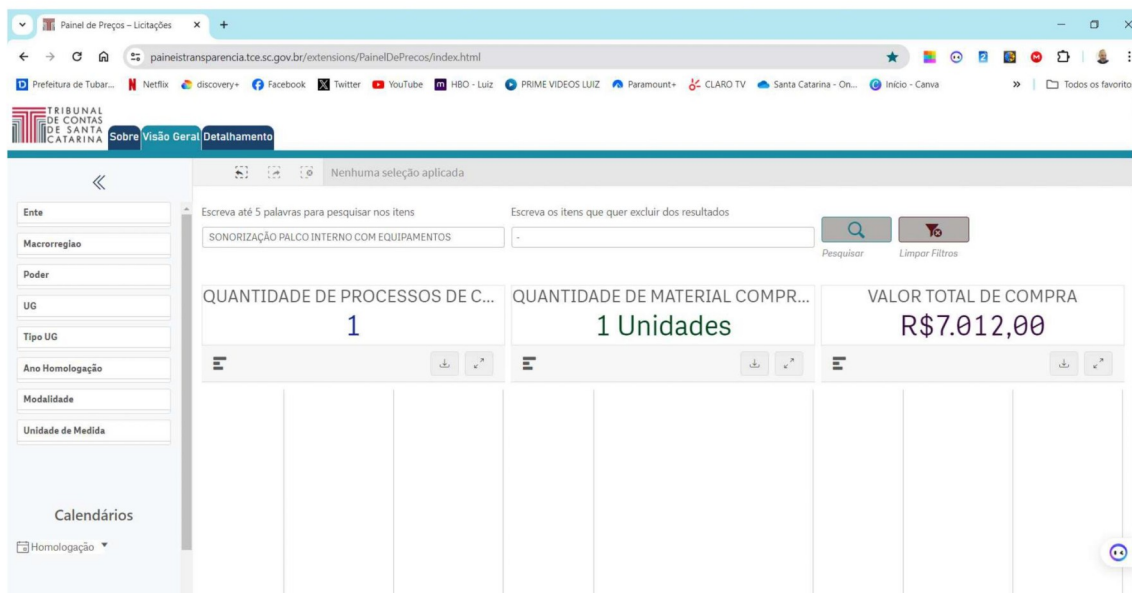 Painel de Preços – Licitações
paineistransparencia.tce.sc.gov.br/extensions/PainelDePrecos/index.html
Prefeitura de Tubar... Netflix discovery+ Facebook Twitter YouTube HBO - Luiz PRIME VIDEOS LUIZ Paramount+ CLARO TV Santa Catarina - On... Início - Canva » Todos os favorito
TRIBUNAL
DE CONTAS
DE SANTA
CATARINA
Sobre Visão Geral Detalhamento
Nenhuma seleção aplicada
Ente
Macrorregiao
Poder
UG
Tipo UG
Ano Homologação
Modalidade
Unidade de Medida
Calendários
Homologação
Escreva até 5 palavras para pesquisar nos itens
SONORIZAÇÃO PALCO INTERNO COM EQUIPAMENTOS
Escreva os itens que quer excluir dos resultados
-
Pesquisar
Limpar Filtros
QUANTIDADE DE PROCESSOS DE C...
1
QUANTIDADE DE MATERIAL COMPR...
1 Unidades
VALOR TOTAL DE COMPRA
R$7.012,00